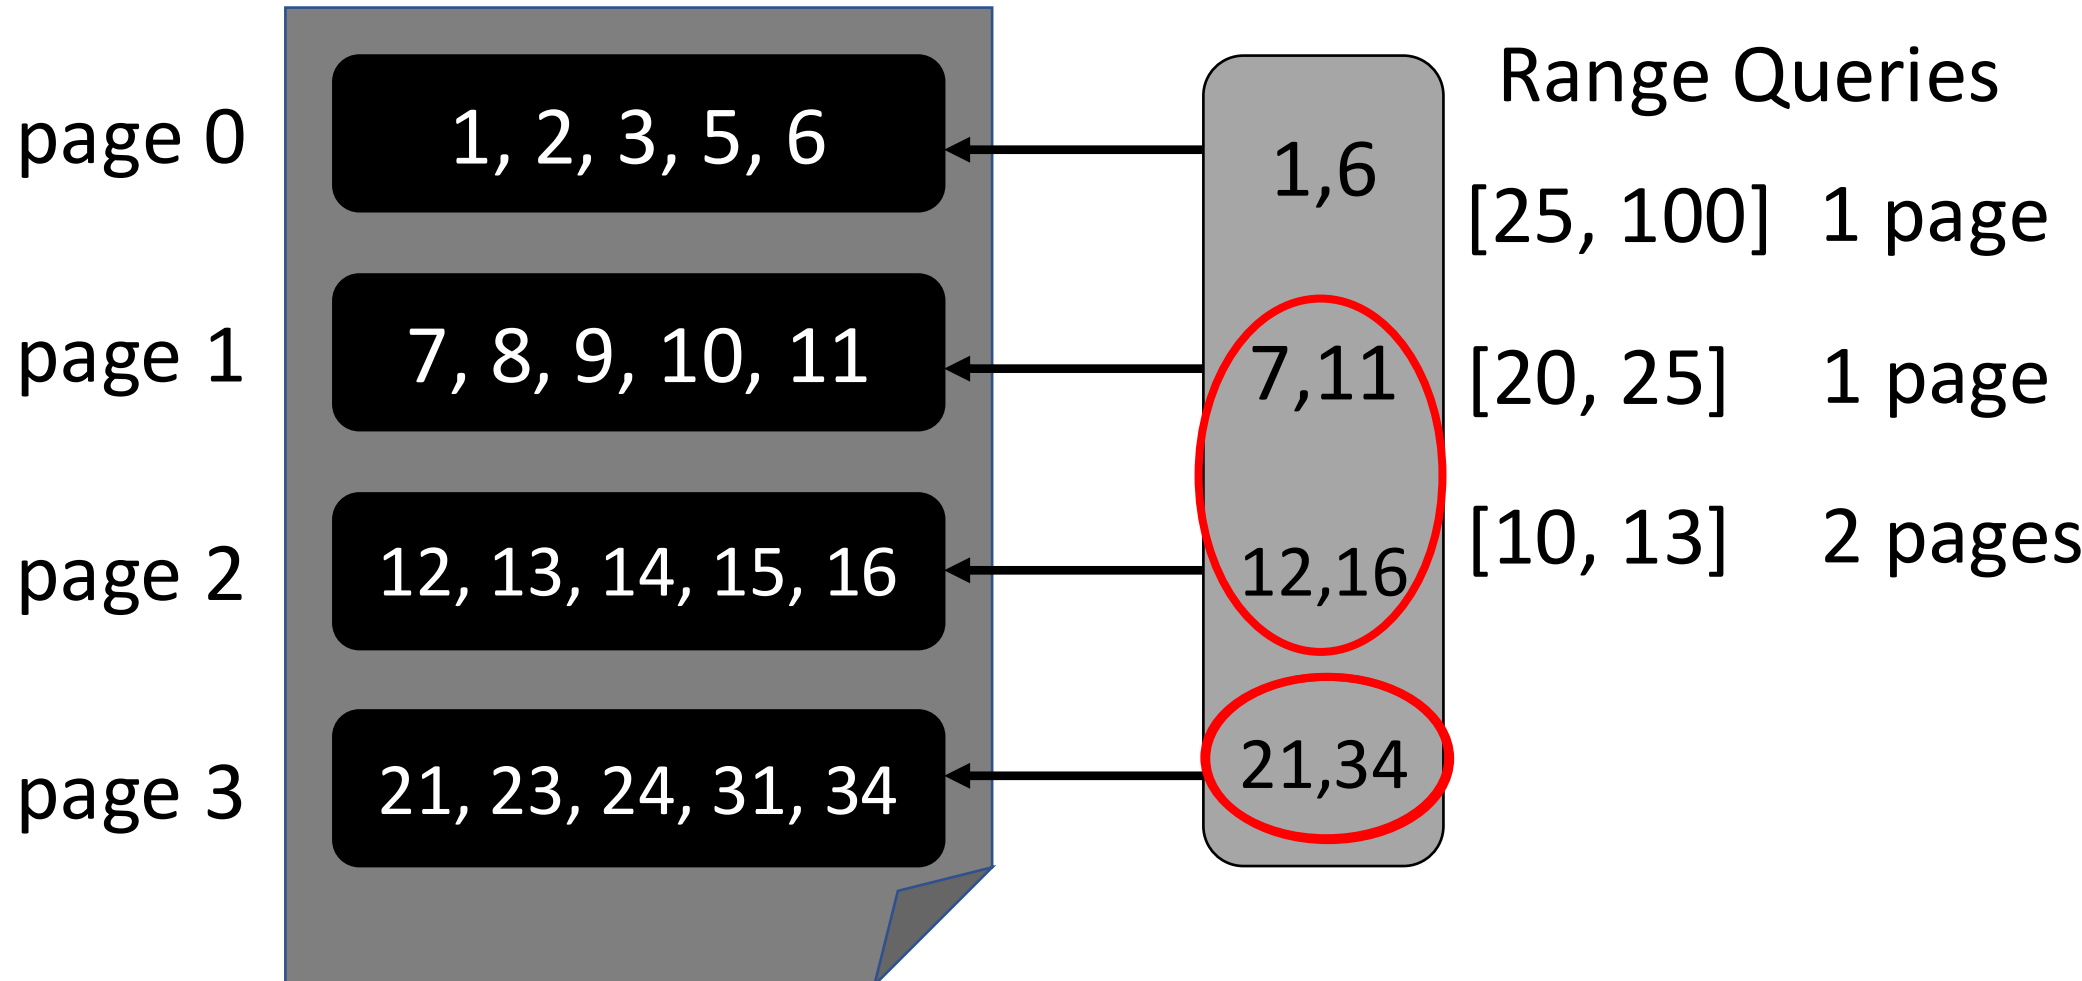 Range Queries
page 0
1, 2, 3, 5, 6
1,6
[25, 100] 1 page
page 1
7, 8, 9, 10, 11
7,11
[20, 25] 1 page
page 2
12, 13, 14, 15, 16
12,16
[10, 13] 2 pages
page 3
21, 23, 24, 31, 34
21,34